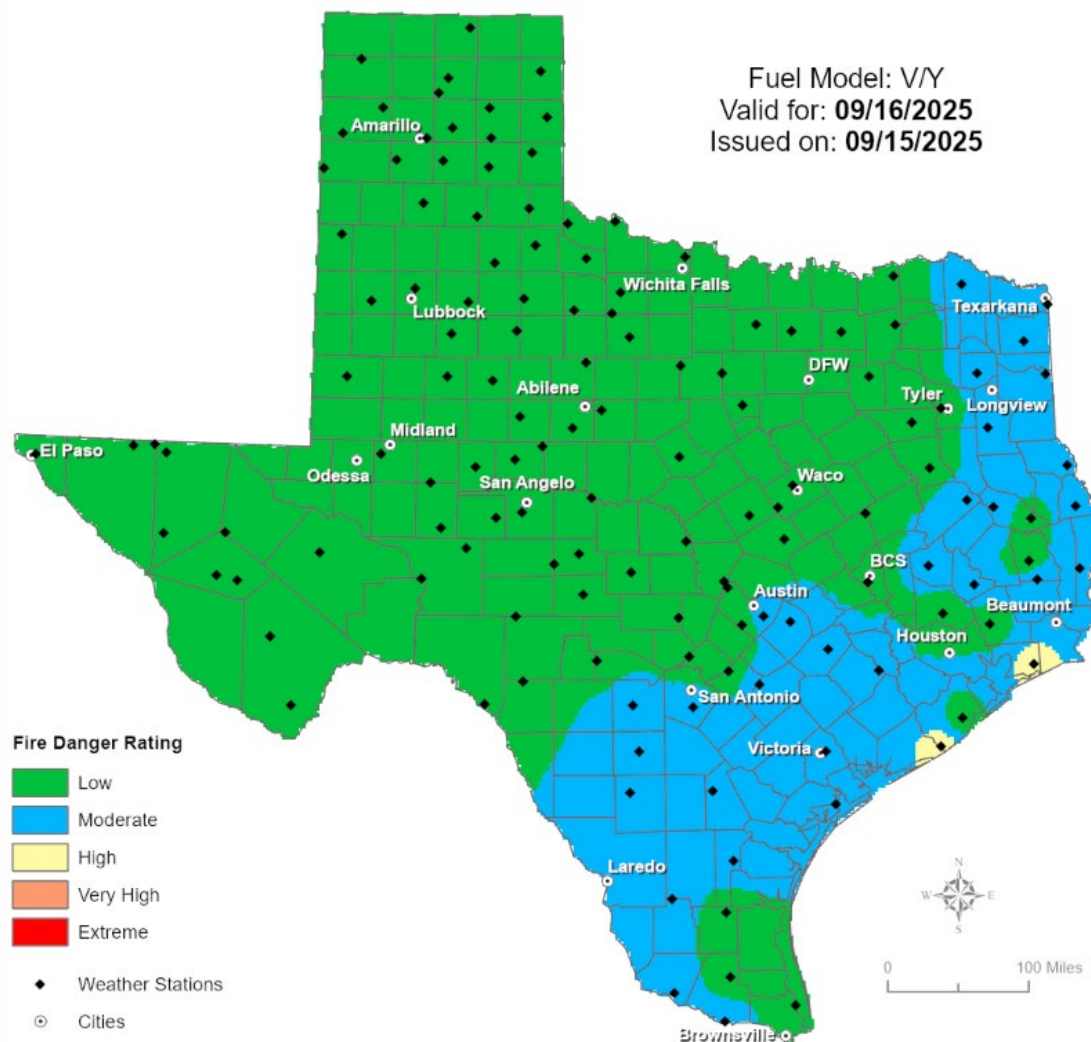 Fuel Model: V/Y
Valid for: 09/16/2025
Issued on: 09/15/2025
Amarillo
Wichita Falls
Lubbock
Texarkana
DFW
Abilene
Tyler
Longview
Midland
El Paso
Odessa
San Angelo
Waco
BCS
Austin
Beaumont
Houston
San Antonio
Victoria
Laredo
Brownsville
Fire Danger Rating
Low
Moderate
High
Very High
Extreme
Weather Stations
Cities
N
W E
S
0 100 Miles